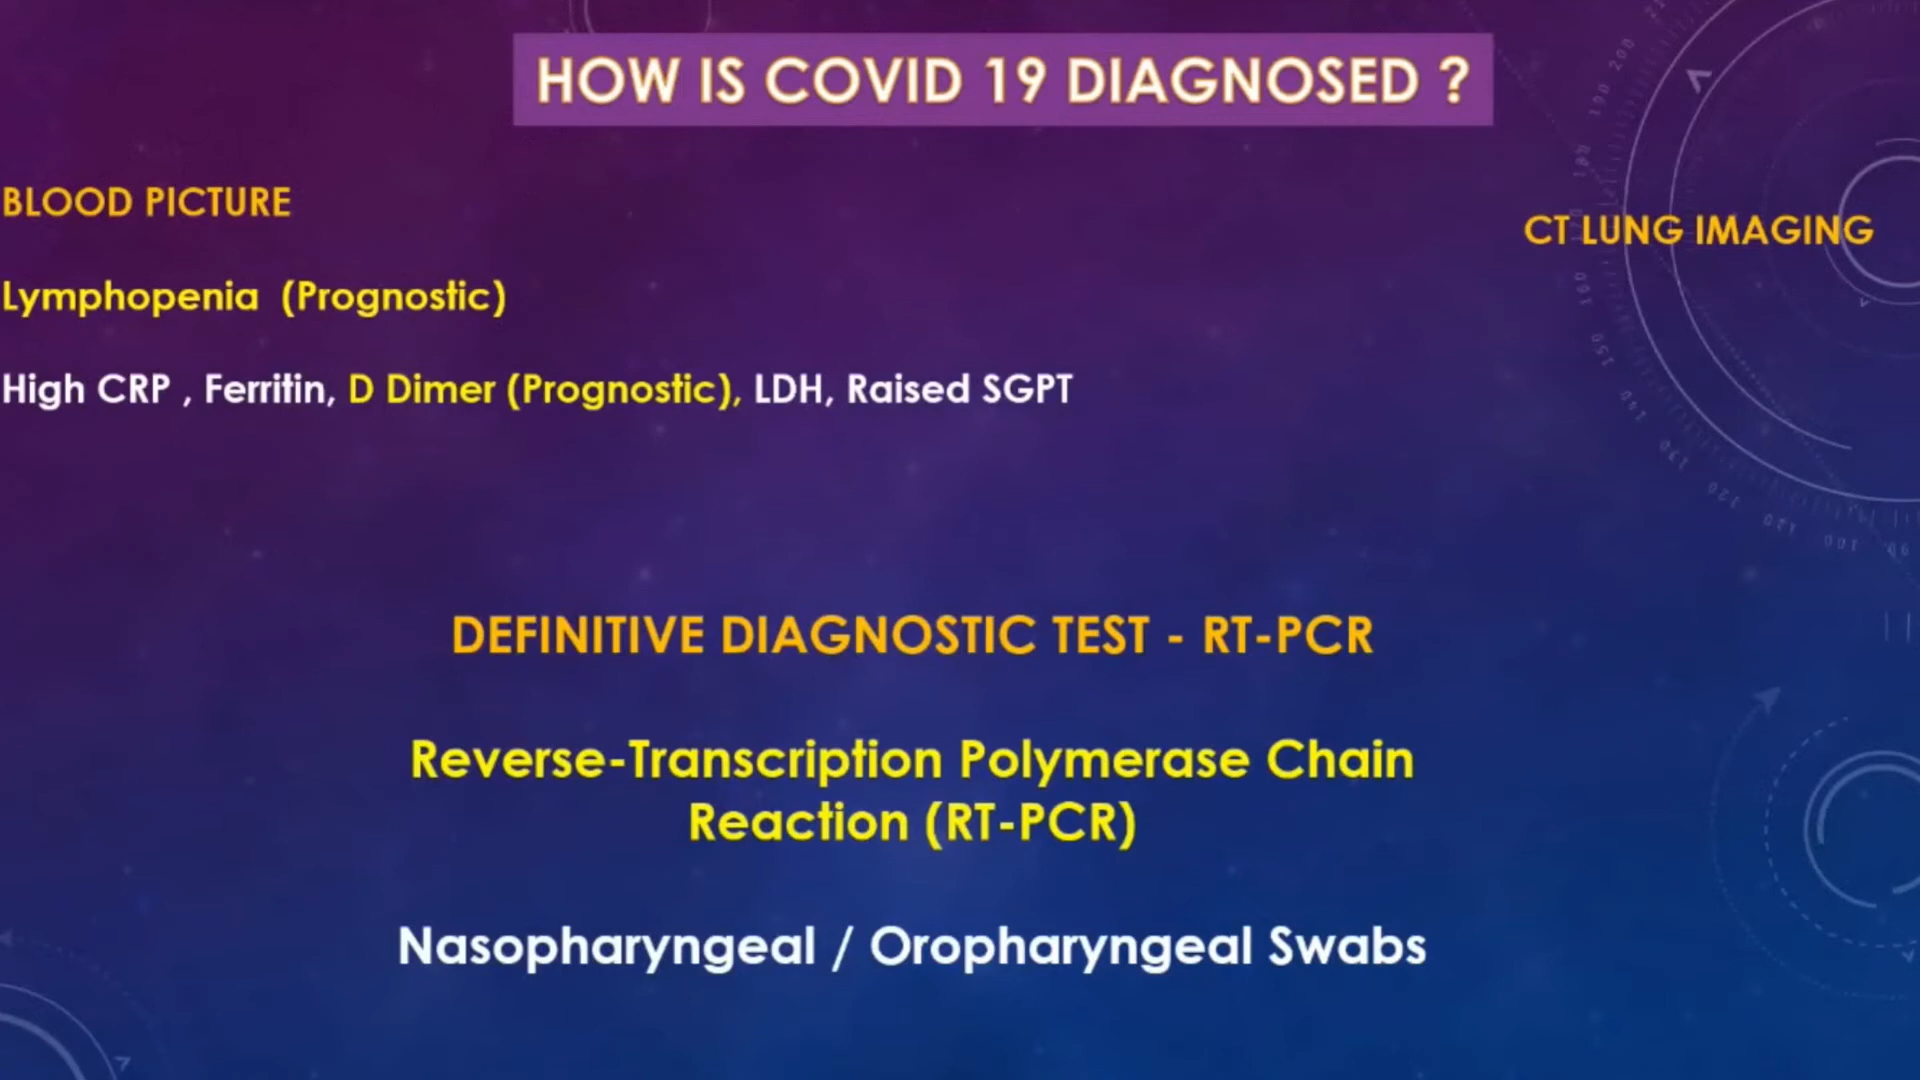 HOW IS COVID 19 DIAGNOSED ?
BLOOD PICTURE
CT LUNG IMAGING
Lymphopenia (Prognostic)
High CRP , Ferritin, D Dimer (Prognostic), LDH, Raised SGPT
DEFINITIVE DIAGNOSTIC TEST - RT-PCR
Reverse-Transcription Polymerase Chain
Reaction (RT-PCR)
Nasopharyngeal / Oropharyngeal Swabs